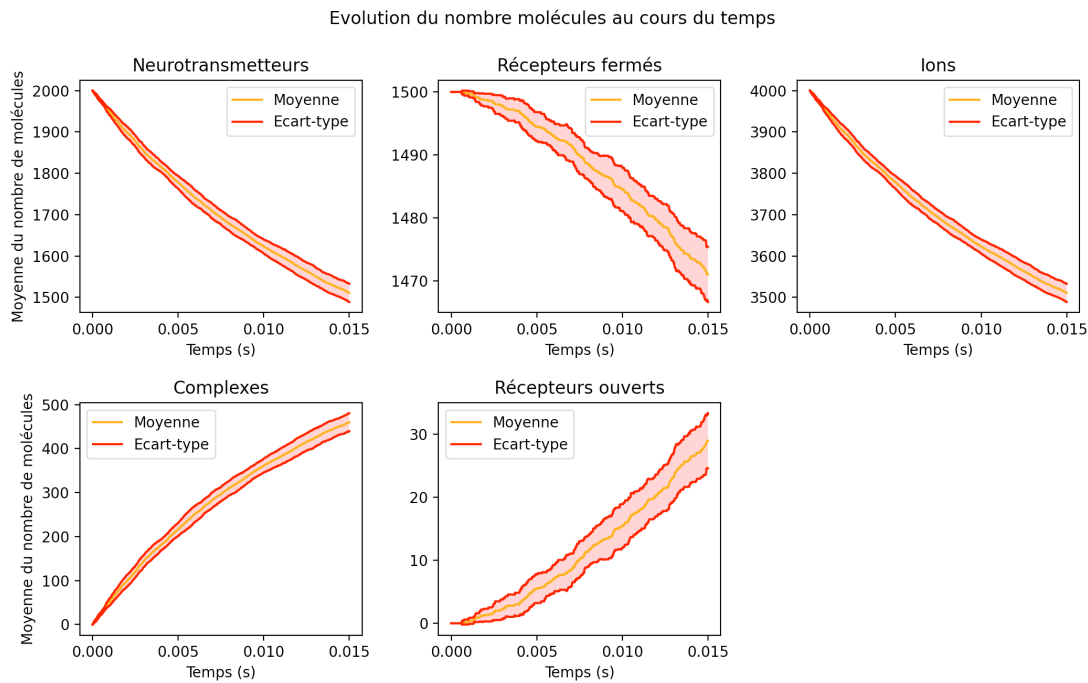 Evolution du nombre molécules au cours du temps
Neurotransmetteurs
Moyenne du nombre de molécules
2000
1900
1800
1700
1600
1500
Moyenne
Ecart-type
0.000 0.005 0.010 0.015
Temps (s)
Récepteurs fermés
1500
1490
1480
1470
Moyenne
Ecart-type
0.000 0.005 0.010 0.015
Temps (s)
Ions
4000
3900
3800
3700
3600
3500
Moyenne
Ecart-type
0.000 0.005 0.010 0.015
Temps (s)
Complexes
Moyenne du nombre de molécules
500
400
300
200
100
0
Moyenne
Ecart-type
0.000 0.005 0.010 0.015
Temps (s)
Récepteurs ouverts
30
20
10
0
Moyenne
Ecart-type
0.000 0.005 0.010 0.015
Temps (s)